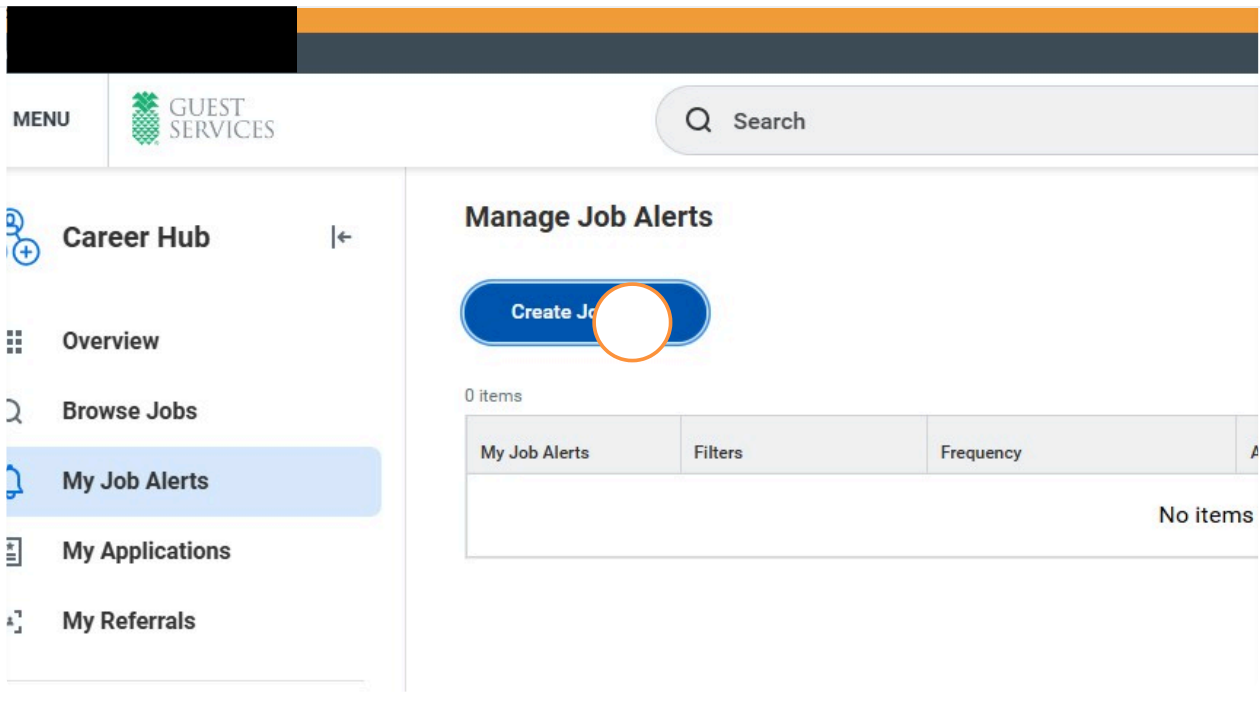 MENU
GUEST
SERVICES
Search
Career Hub
Overview
Browse Jobs
My Job Alerts
My Applications
My Referrals
Manage Job Alerts
Create
0 items
My Job Alerts Filters Frequency
No items